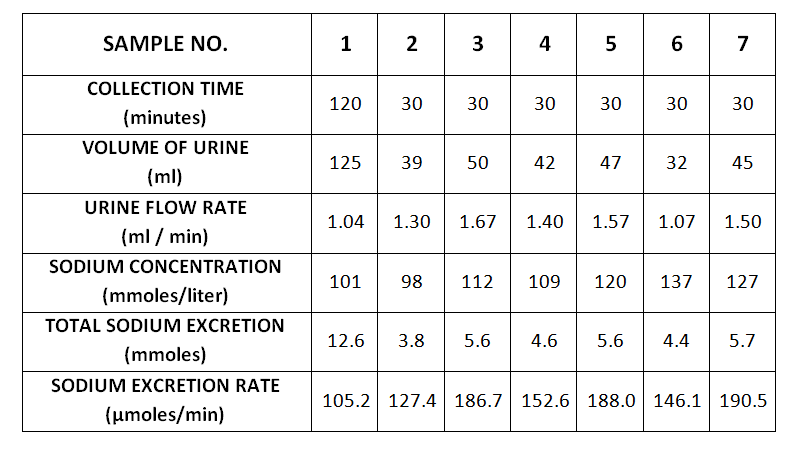 SAMPLE NO. 1 2 3 4 5 6 7
COLLECTION TIME
(minutes) 120 30 30 30 30 30 30
VOLUME OF URINE
(ml) 125 39 50 42 47 32 45
URINE FLOW RATE
(ml / min) 1.04 1.30 1.67 1.40 1.57 1.07 1.50
SODIUM CONCENTRATION
(mmoles/liter) 101 98 112 109 120 137 127
TOTAL SODIUM EXCRETION
(mmoles) 12.6 3.8 5.6 4.6 5.6 4.4 5.7
SODIUM EXCRETION RATE
(µmoles/min) 105.2 127.4 186.7 152.6 188.0 146.1 190.5